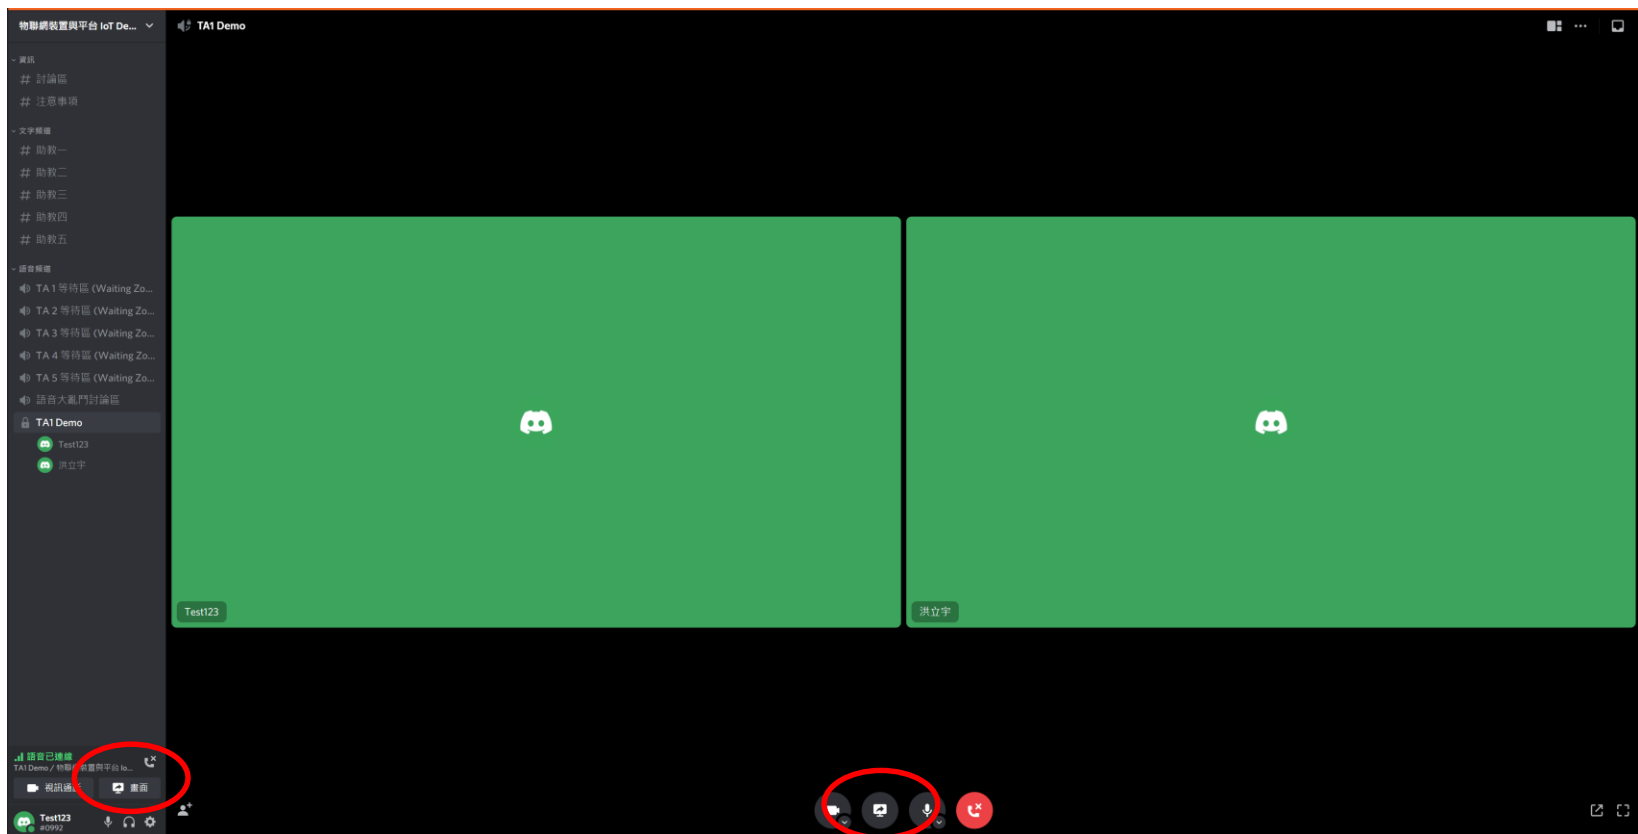 物聯網裝置與平台 IoT De...
TA1 Demo
資訊
討論區
注意事項
文字頻道
助教一
助教二
助教三
助教四
助教五
語音頻道
TA 1 等待區 (Waiting Zo...
TA 2 等待區 (Waiting Zo...
TA 3 等待區 (Waiting Zo...
TA 4 等待區 (Waiting Zo...
TA 5 等待區 (Waiting Zo...
語音大亂鬥討論區
TA1 Demo
Test123
洪立宇
Test123
洪立宇
語音已連線
TA1 Demo / 物聯網裝置與平台 Io...
視訊通話
畫面
Test123
#0992